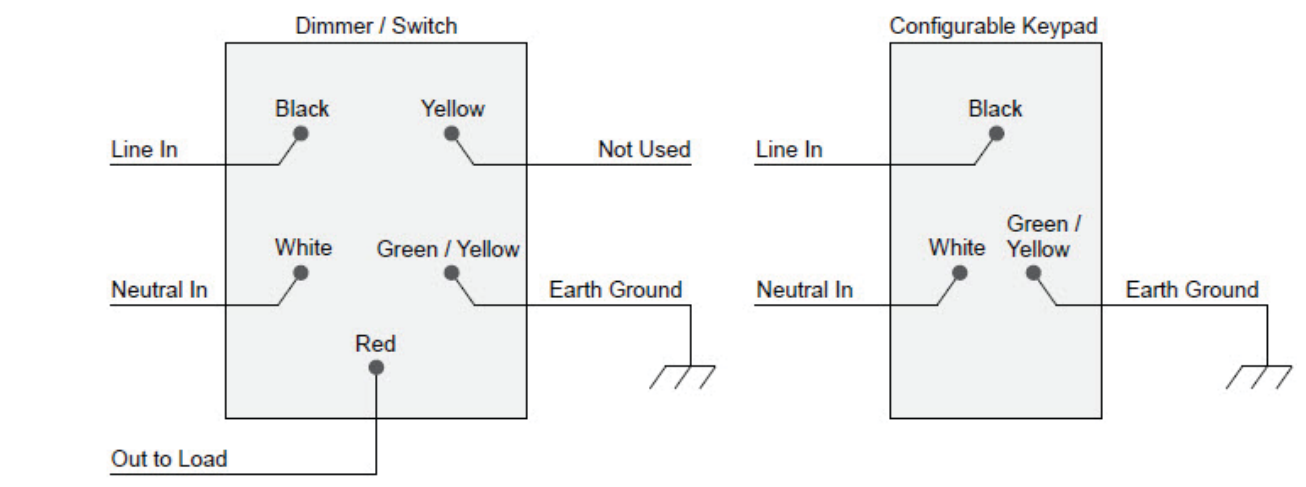 Dimmer / Switch
Black
Yellow
Line In
Not Used
White
Green / Yellow
Neutral In
Earth Ground
Red
Out to Load
Configurable Keypad
Black
Line In
Green /
Yellow
White
Neutral In
Earth Ground